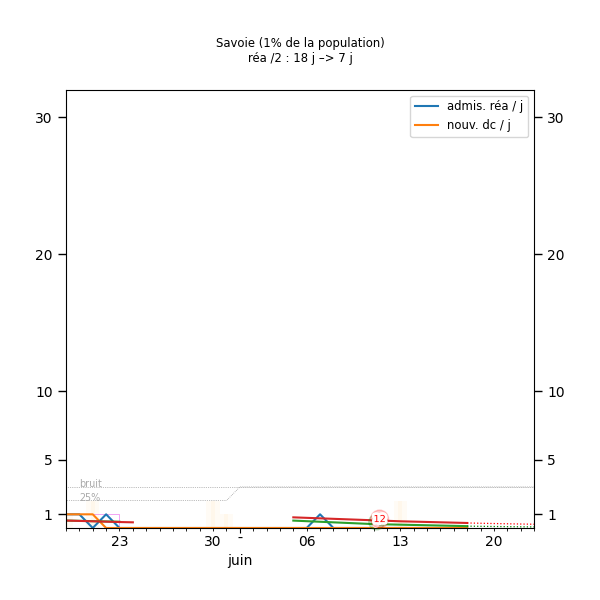 Savoie (1% de la population)
réa /2 : 18 j –> 7 j
admis. réa / j
nouv. dc / j
30 30
20 20
10 10
5 5
bruit
25%
1 12 1
23 30 - 06 13 20
juin